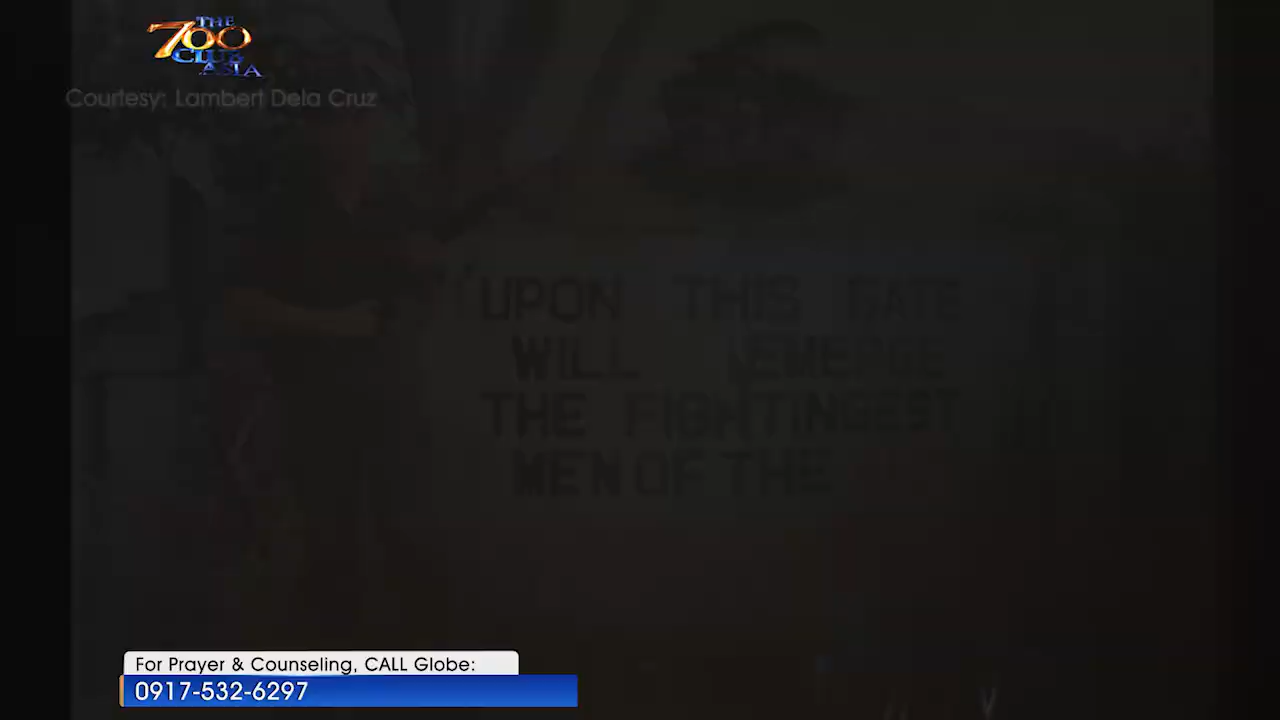 THE
700
CLUB
ASIA
Courtesy: Lambert Dela Cruz
"UPON THIS GATE
WILL EMERGE
THE FIGHTINGEST
MEN OF THE
For Prayer & Counseling, CALL Globe:
0917-532-6297